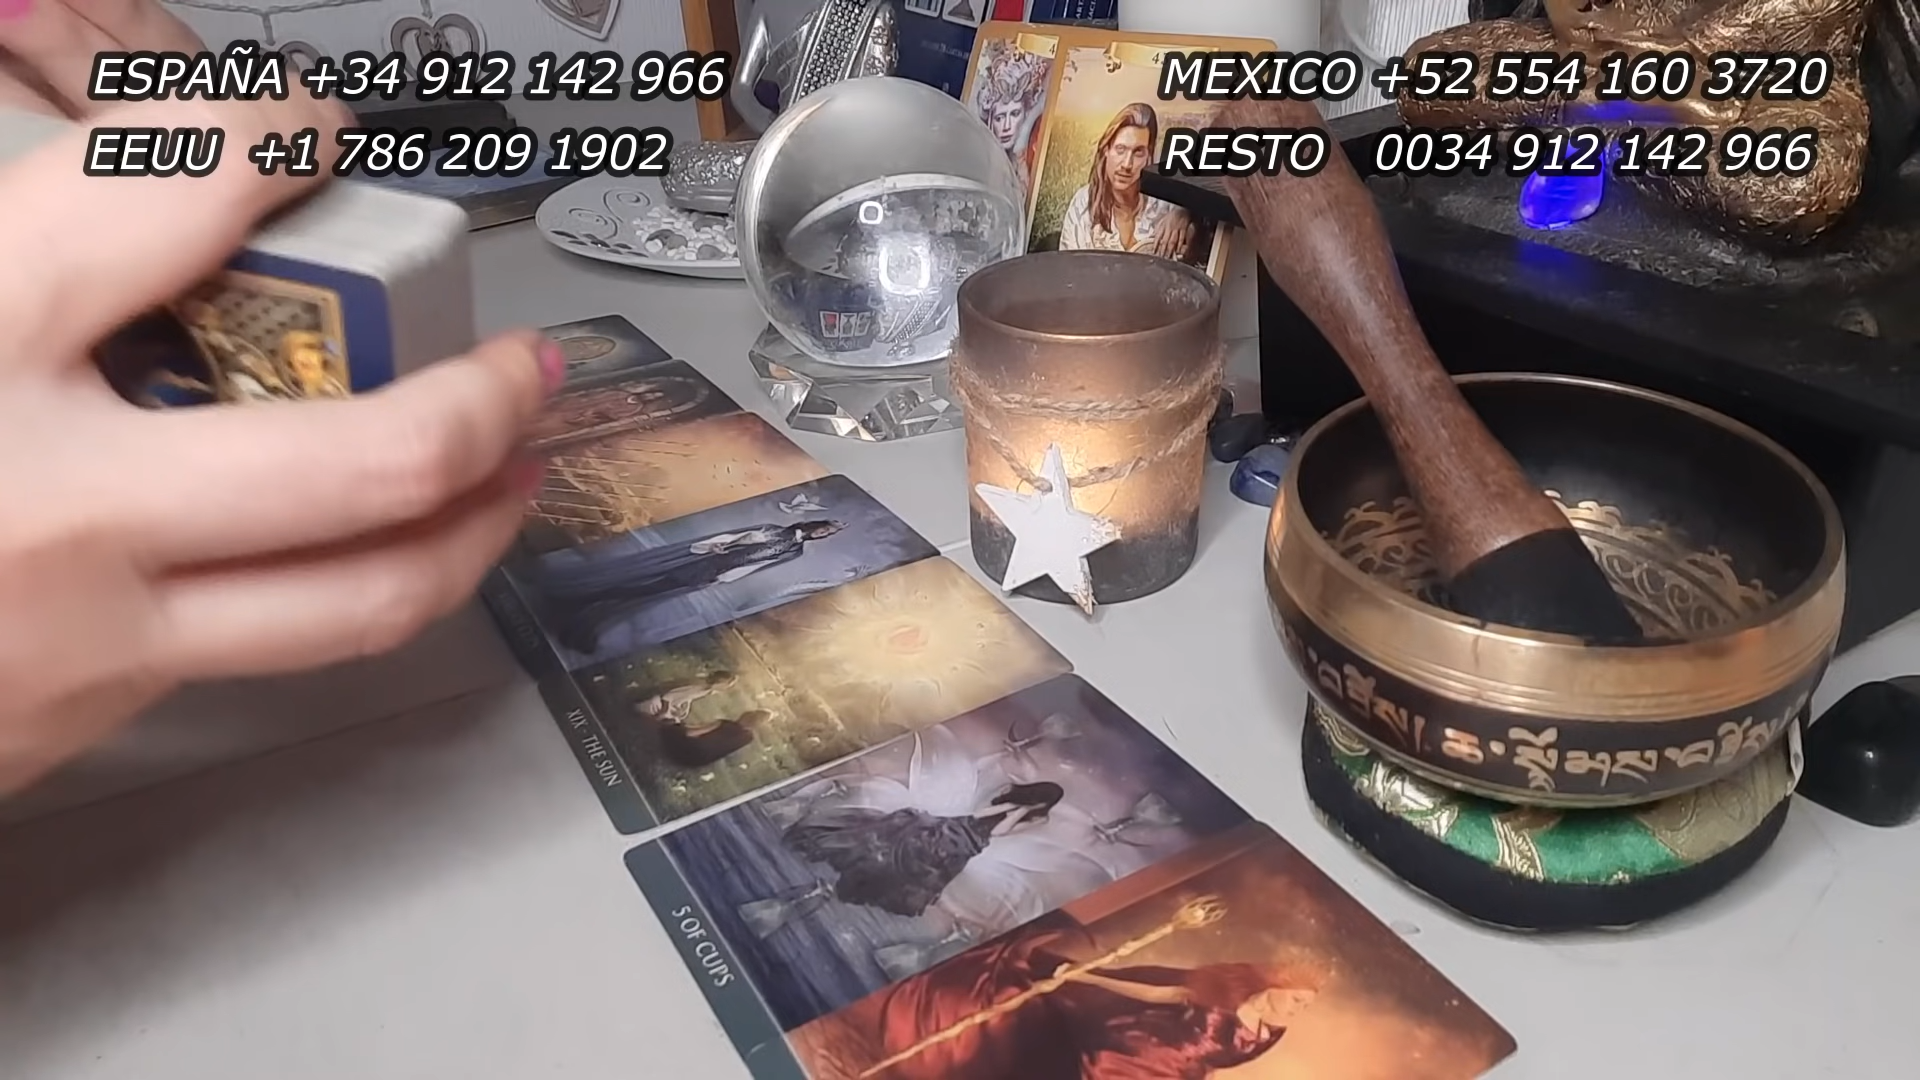 ESPAÑA +34 912 142 966
EEUU +1 786 209 1902
MEXICO +52 554 160 3720
RESTO 0034 912 142 966
XIX · THE SUN
5 OF CUPS